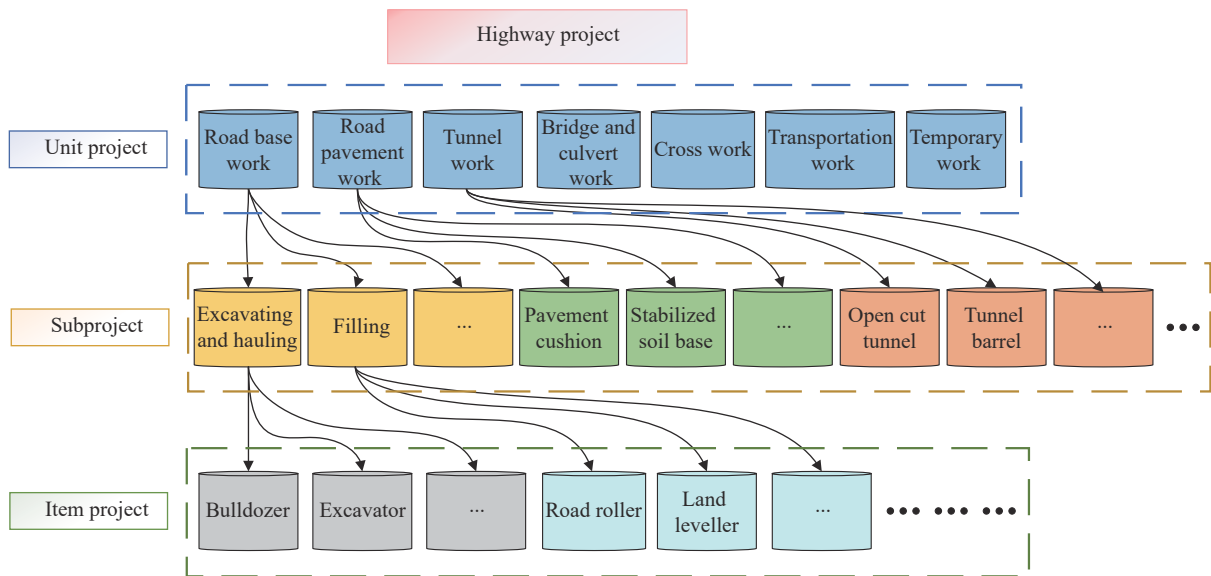 Highway project
Unit project
Road base
work
Road
pavement
work
Tunnel
work
Bridge and
culvert
work
Cross work
Transportation
work
Temporary
work
Subproject
Excavating
and hauling
Filling
...
Pavement
cushion
Stabilized
soil base
...
Open cut
tunnel
Tunnel
barrel
...
•••
Item project
Bulldozer
Excavator
...
Road roller
Land
leveller
...
••• ••• •••